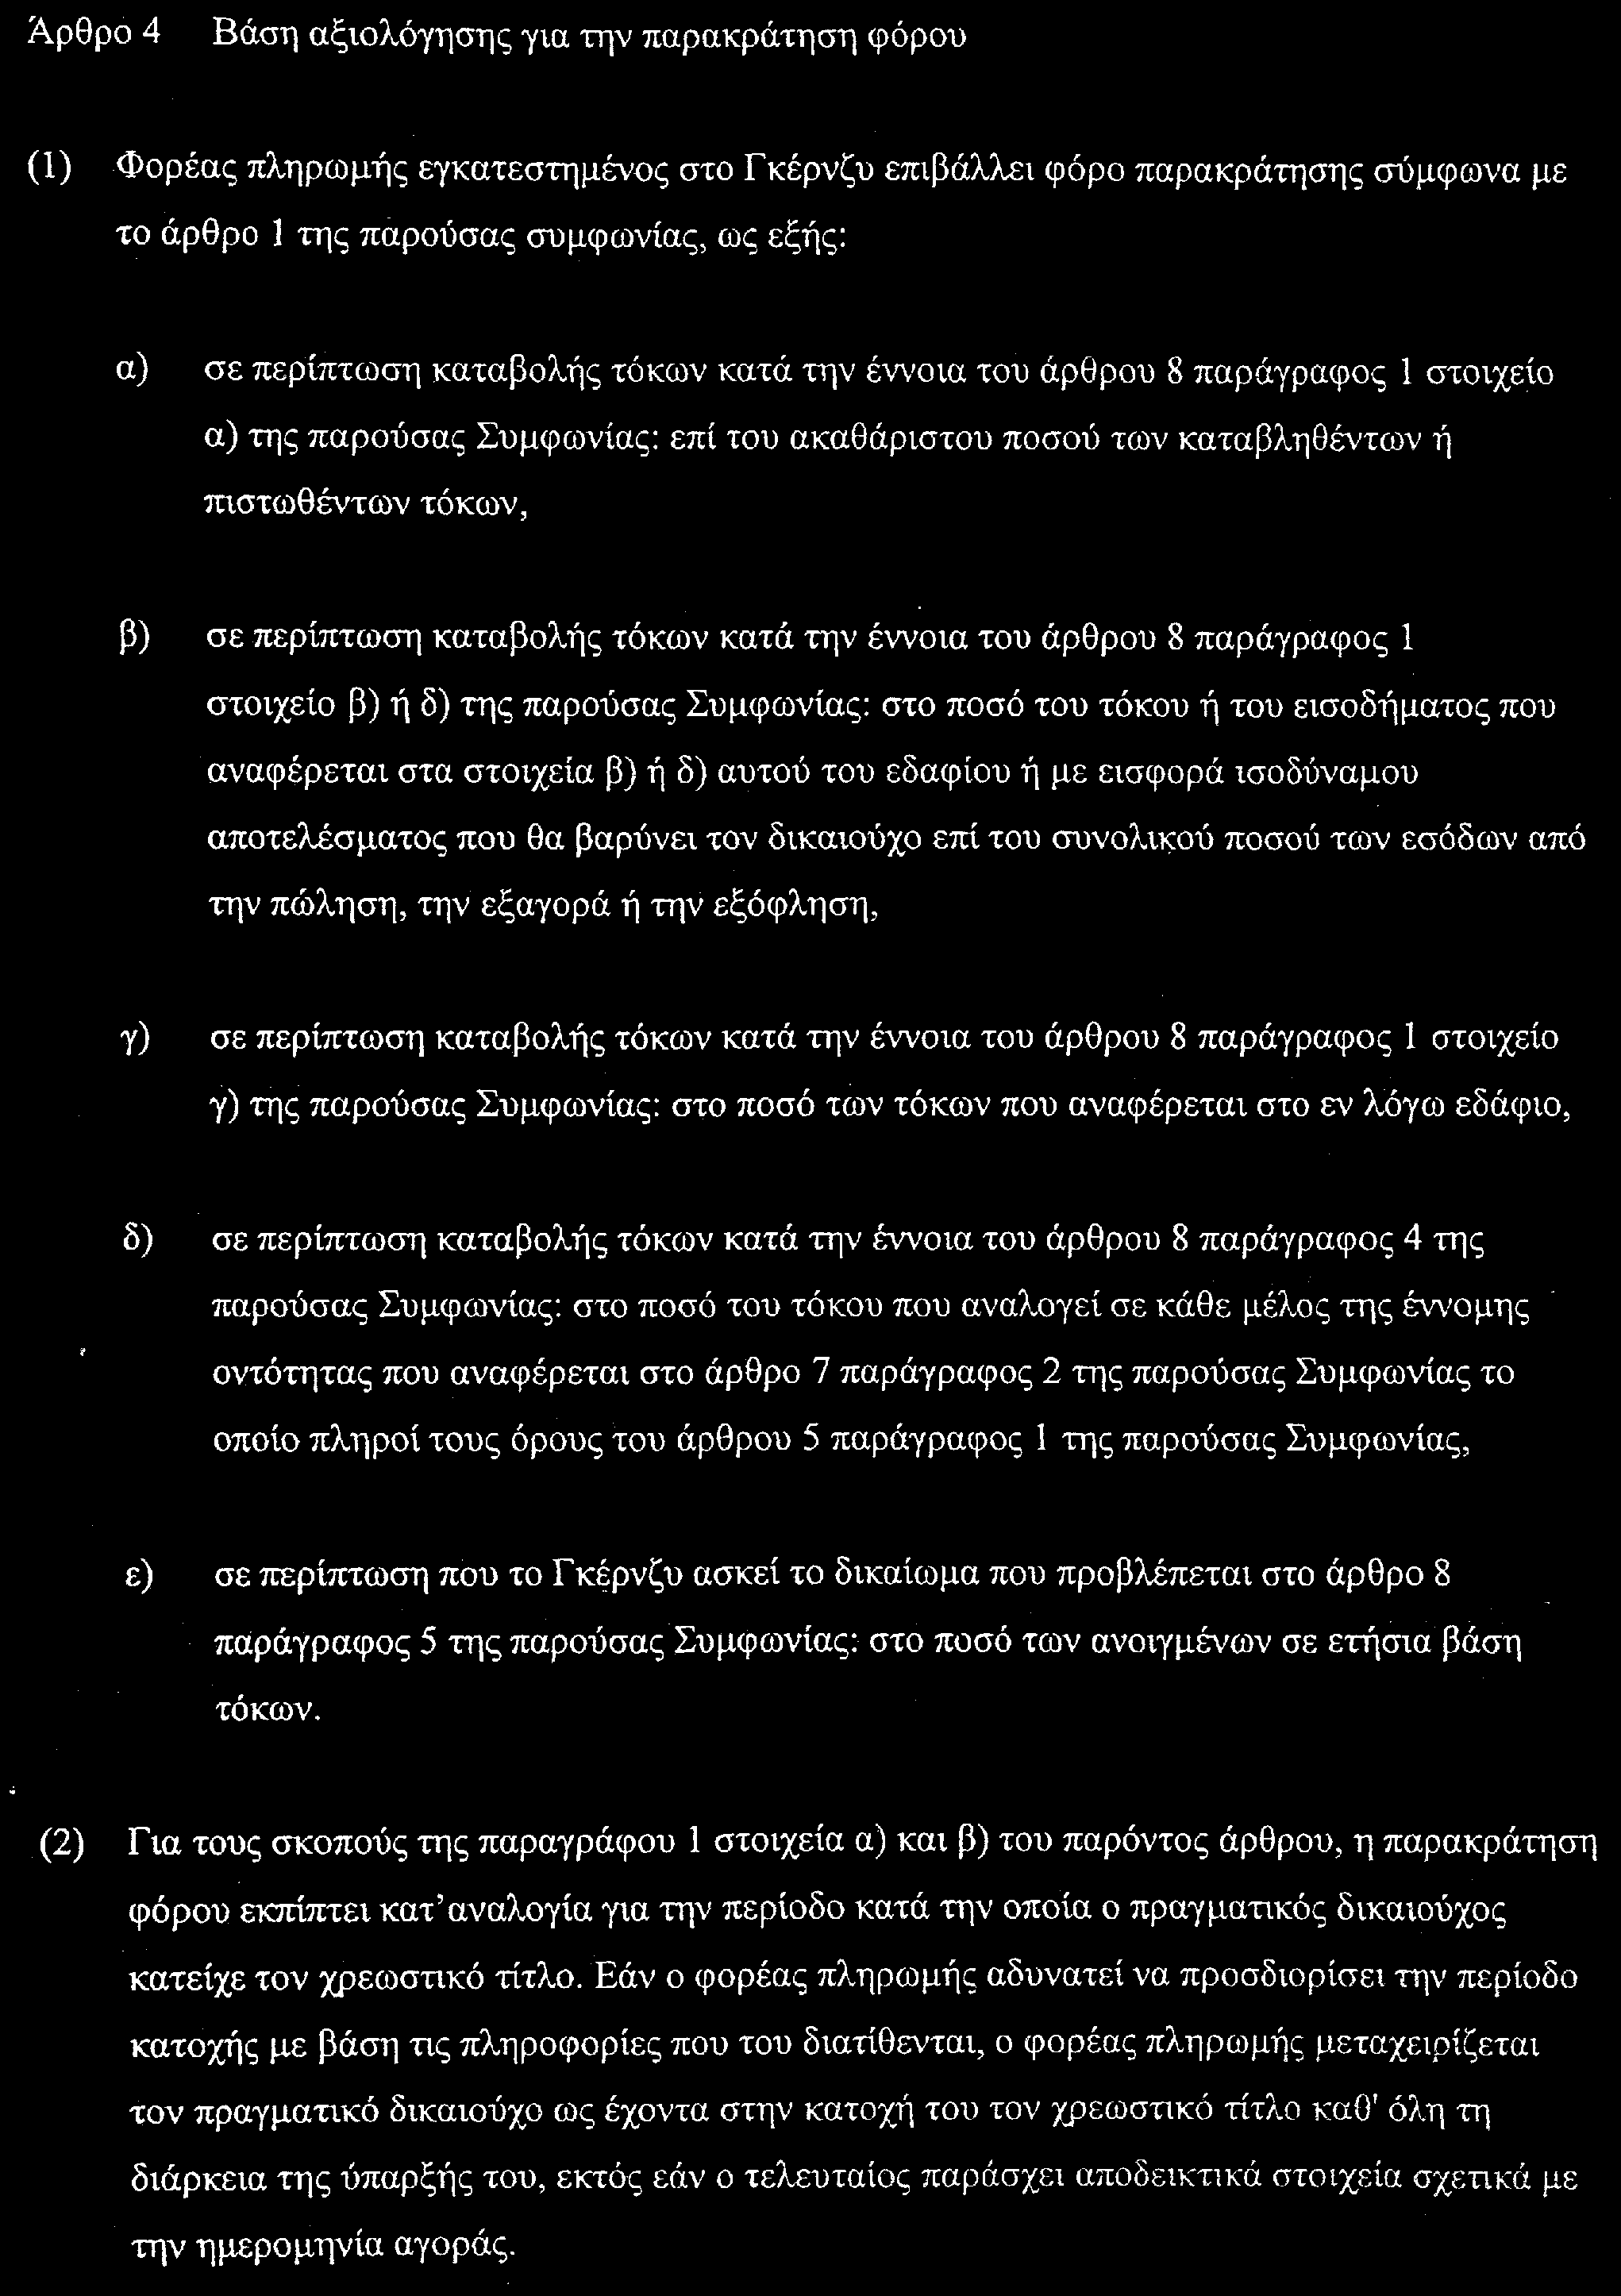 Άρθρο 4 Βάση αξιολόγησης για την παρακράτηση φόρου
(1) Φορέας πληρωμής εγκατεστημένος στο Γκέρνζυ επιβάλλει φόρο παρακράτησης σύμφωνα με
το άρθρο 1 της παρούσας συμφωνίας, ως εξής:
α) σε περίπτωση καταβολής τόκων κατά την έννοια του άρθρου 8 παράγραφος 1 στοιχείο
α) της παρούσας Συμφωνίας: επί του ακαθάριστου ποσού των καταβληθέντων ή
πιστωθέντων τόκων,
β) σε περίπτωση καταβολής τόκων κατά την έννοια του άρθρου 8 παράγραφος 1
στοιχείο β) ή δ) της παρούσας Συμφωνίας: στο ποσό του τόκου ή του εισοδήματος που
αναφέρεται στα στοιχεία β) ή δ) αυτού του εδαφίου ή με εισφορά ισοδύναμου
αποτελέσματος που θα βαρύνει τον δικαιούχο επί του συνολικού ποσού των εσόδων από
την πώληση, την εξαγορά ή την εξόφληση,
γ) σε περίπτωση καταβολής τόκων κατά την έννοια του άρθρου 8 παράγραφος 1 στοιχείο
γ) της παρούσας Συμφωνίας: στο ποσό των τόκων που αναφέρεται στο εν λόγω εδάφιο,
δ) σε περίπτωση καταβολής τόκων κατά την έννοια του άρθρου 8 παράγραφος 4 της
παρούσας Συμφωνίας: στο ποσό του τόκου που αναλογεί σε κάθε μέλος της έννομης
οντότητας που αναφέρεται στο άρθρο 7 παράγραφος 2 της παρούσας Συμφωνίας το
οποίο πληροί τους όρους του άρθρου 5 παράγραφος 1 της παρούσας Συμφωνίας,
ε) σε περίπτωση που το Γκέρνζυ ασκεί το δικαίωμα που προβλέπεται στο άρθρο 8
παράγραφος 5 της παρούσας Συμφωνίας: στο ποσό των ανοιγμένων σε ετήσια βάση
τόκων.
(2) Για τους σκοπούς της παραγράφου 1 στοιχεία α) και β) του παρόντος άρθρου, η παρακράτηση
φόρου εκπίπτει κατ’αναλογία για την περίοδο κατά την οποία ο πραγματικός δικαιούχος
κατείχε τον χρεωστικό τίτλο. Εάν ο φορέας πληρωμής αδυνατεί να προσδιορίσει την περίοδο
κατοχής με βάση τις πληροφορίες που του διατίθενται, ο φορέας πληρωμής μεταχειρίζεται
τον πραγματικό δικαιούχο ως έχοντα στην κατοχή του τον χρεωστικό τίτλο καθ' όλη τη
διάρκεια της ύπαρξής του, εκτός εάν ο τελευταίος παράσχει αποδεικτικά στοιχεία σχετικά με
την ημερομηνία αγοράς.